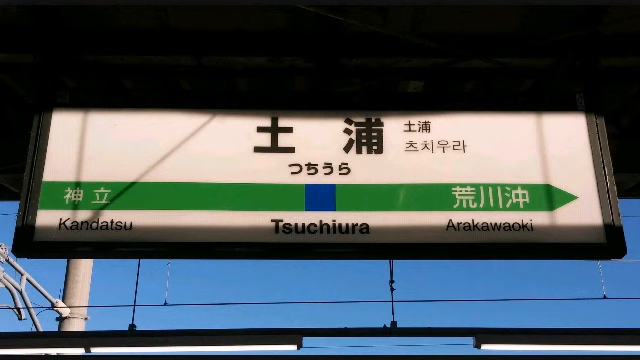 土浦
土浦
츠치우라
つちうら
神立
荒川沖
Kandatsu
Tsuchiura
Arakawaoki